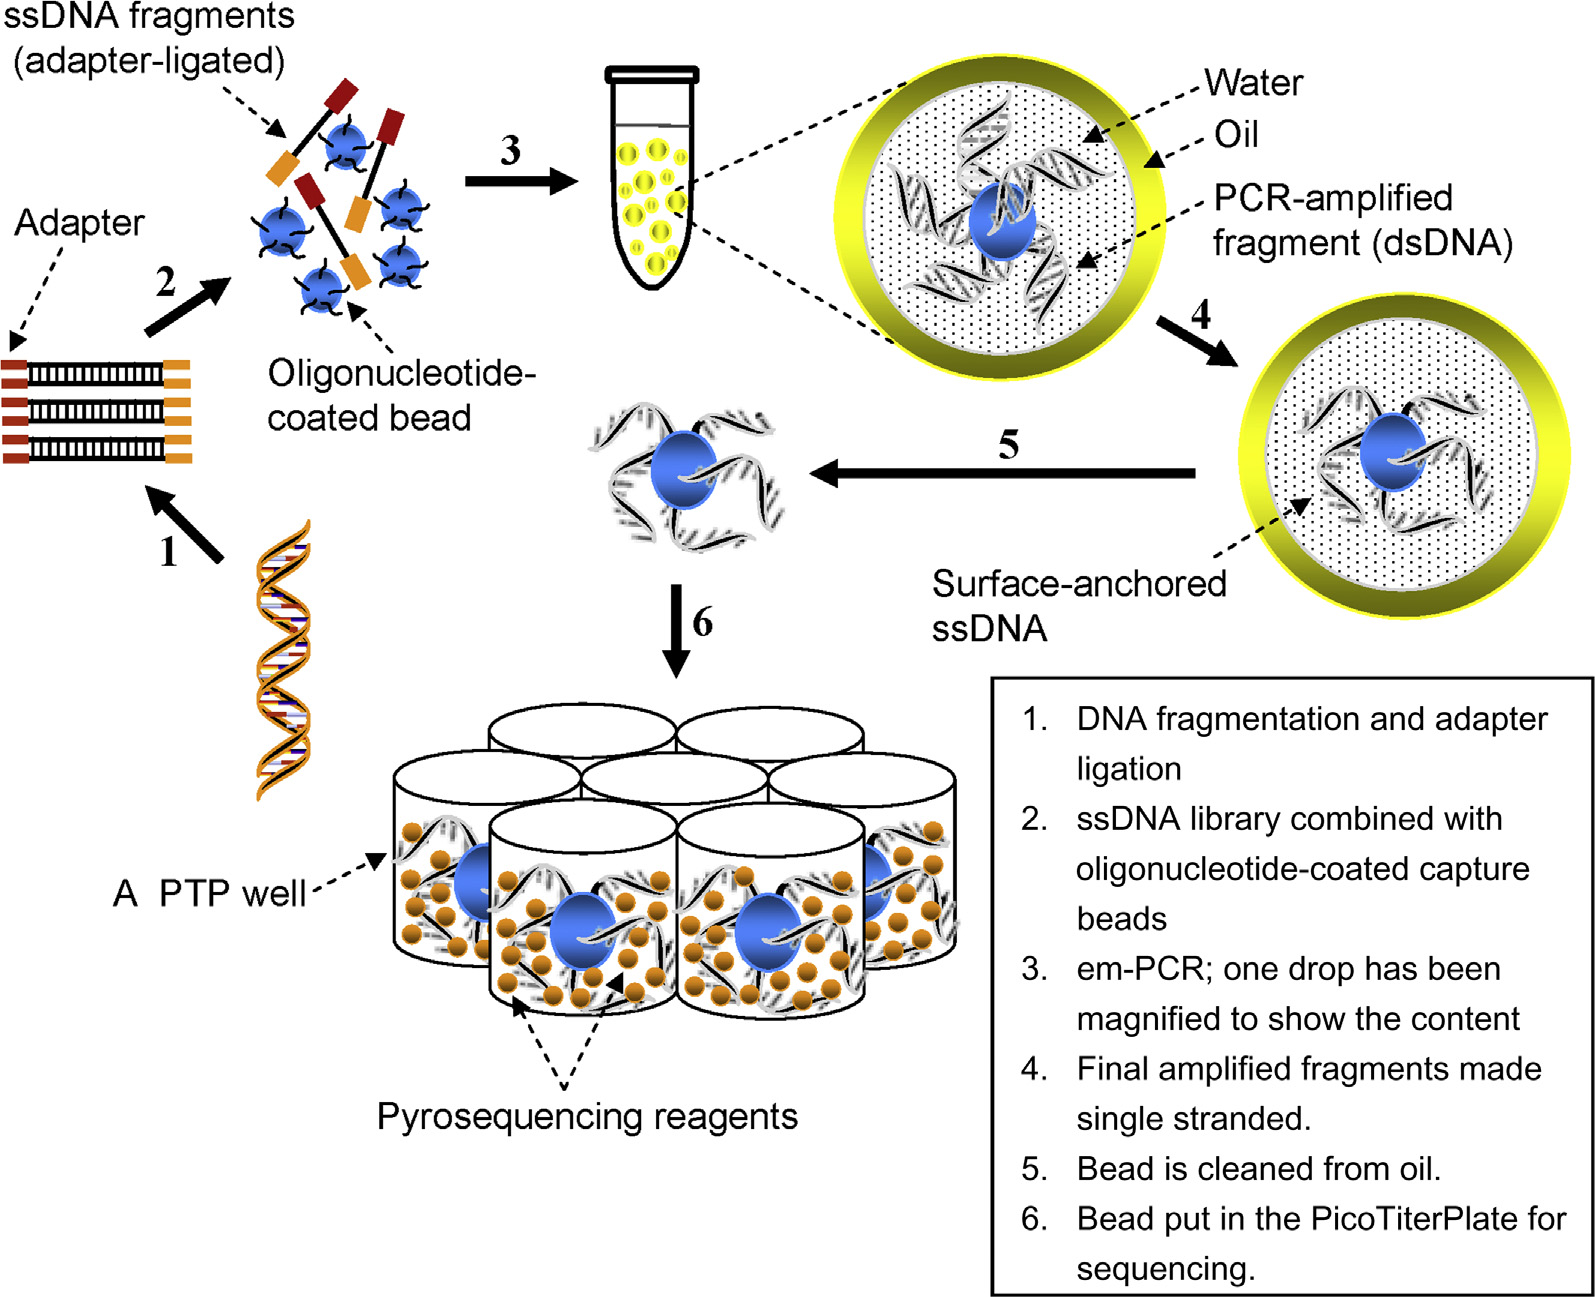 ssDNA fragments
(adapter-ligated)
Adapter
2
3
Water
Oil
PCR-amplified
fragment (dsDNA)
4
Oligonucleotide-
coated bead
5
1
Surface-anchored
ssDNA
6
A PTP well
Pyrosequencing reagents
1. DNA fragmentation and adapter
ligation
2. ssDNA library combined with
oligonucleotide-coated capture
beads
3. em-PCR; one drop has been
magnified to show the content
4. Final amplified fragments made
single stranded.
5. Bead is cleaned from oil.
6. Bead put in the PicoTiterPlate for
sequencing.